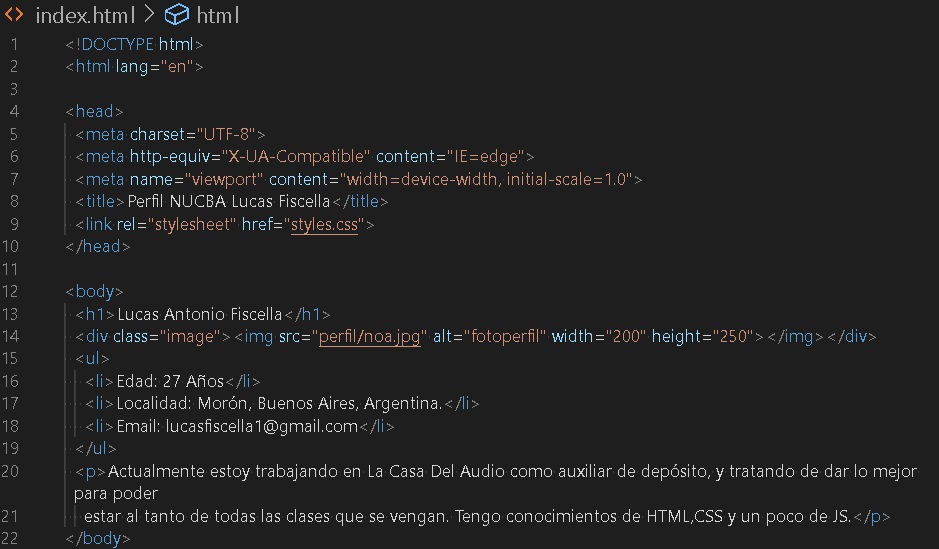 index.html > html
1 <!DOCTYPE html>
2 <html lang="en">
3
4 <head>
5 <meta charset="UTF-8">
6 <meta http-equiv="X-UA-Compatible" content="IE=edge">
7 <meta name="viewport" content="width=device-width, initial-scale=1.0">
8 <title>Perfil NUCBA Lucas Fiscella</title>
9 <link rel="stylesheet" href="styles.css">
10 </head>
11
12 <body>
13 <h1>Lucas Antonio Fiscella</h1>
14 <div class="image"><img src="perfil/noa.jpg" alt="fotoperfil" width="200" height="250"></img></div>
15 <ul>
16 <li>Edad: 27 Años</li>
17 <li>Localidad: Morón, Buenos Aires, Argentina.</li>
18 <li>Email: lucasfiscella1@gmail.com</li>
19 </ul>
20 <p>Actualmente estoy trabajando en La Casa Del Audio como auxiliar de depósito, y tratando de dar lo mejor
para poder
21 estar al tanto de todas las clases que se vengan. Tengo conocimientos de HTML,CSS y un poco de JS.</p>
22 </body>